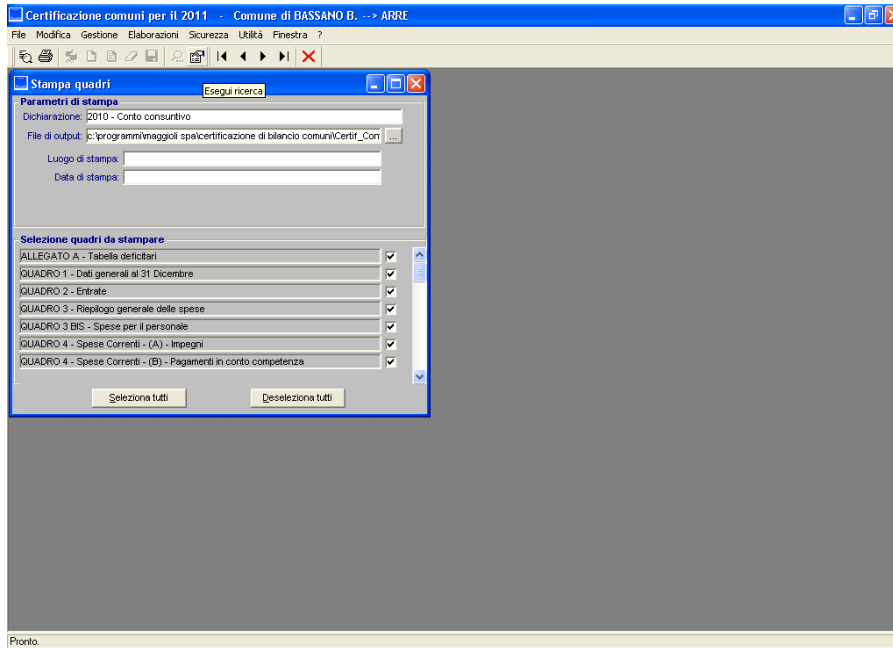 Certificazione comuni per il 2011 - Comune di BASSANO B. --> ARRE
File Modifica Gestione Elaborazioni Sicurezza Utilità Finestra ?
Stampa quadri
Esegui ricerca
Parametri di stampa
Dichiarazione: 2010 - Conto consuntivo
File di output: c:\programmi\maggioli spa\certificazione di bilancio comuni\Certif_Con ...
Luogo di stampa:
Data di stampa:
Selezione quadri da stampare
ALLEGATO A - Tabella deficitari
QUADRO 1 - Dati generali al 31 Dicembre
QUADRO 2 - Entrate
QUADRO 3 - Riepilogo generale delle spese
QUADRO 3 BIS - Spese per il personale
QUADRO 4 - Spese Correnti - (A) - Impegni
QUADRO 4 - Spese Correnti - (B) - Pagamenti in conto competenza
Seleziona tutti Deseleziona tutti
Pronto.